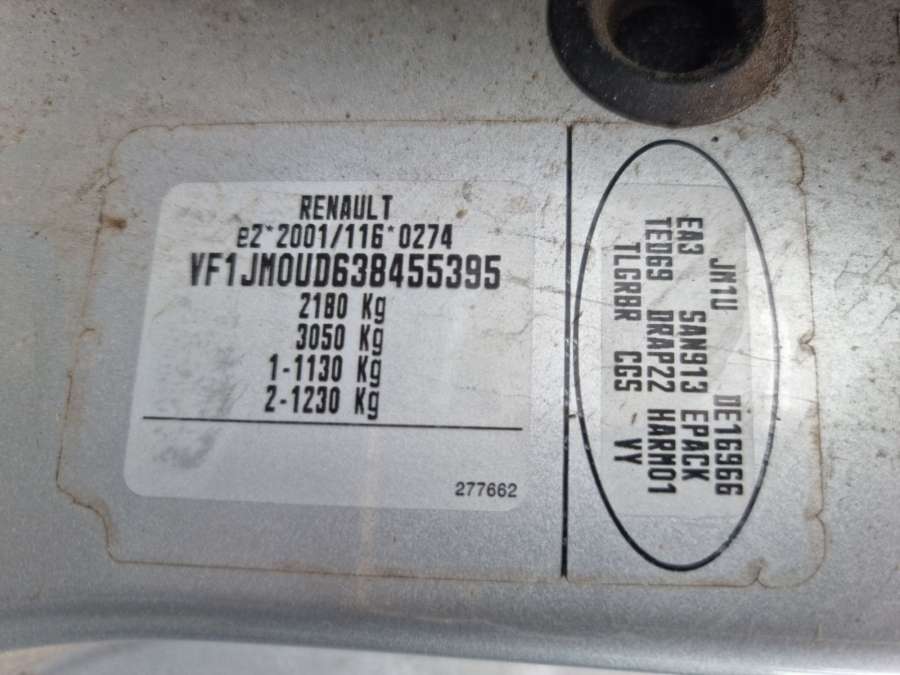 RENAULT
e2*2001/116*0274
VF1JM0UD638455395
2180 Kg
3050 Kg
1-1130 Kg
2-1230 Kg
277662
JM1U DE16966
EA3 SAN913 EPACK
TED69 DRAP22 HARM01
TLGRBR CGS - VY